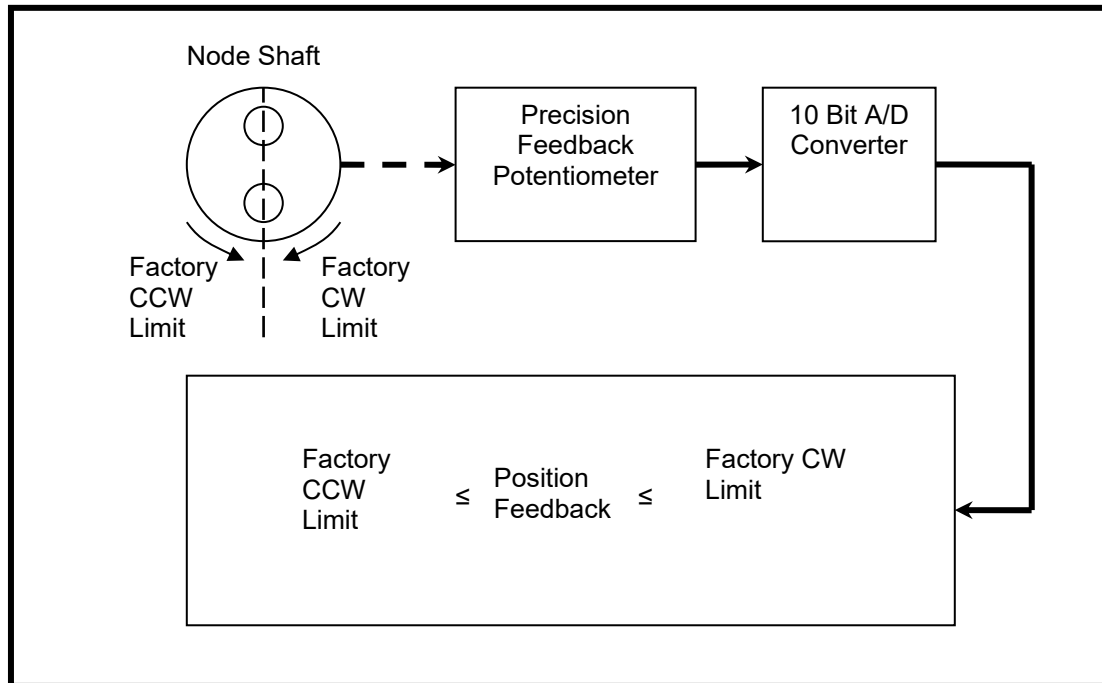 Node Shaft
Precision
Feedback
Potentiometer
10 Bit A/D
Converter
Factory
CCW
Limit
Factory
CW
Limit
Factory
CCW
Limit
≤
Position
Feedback
≤
Factory CW
Limit